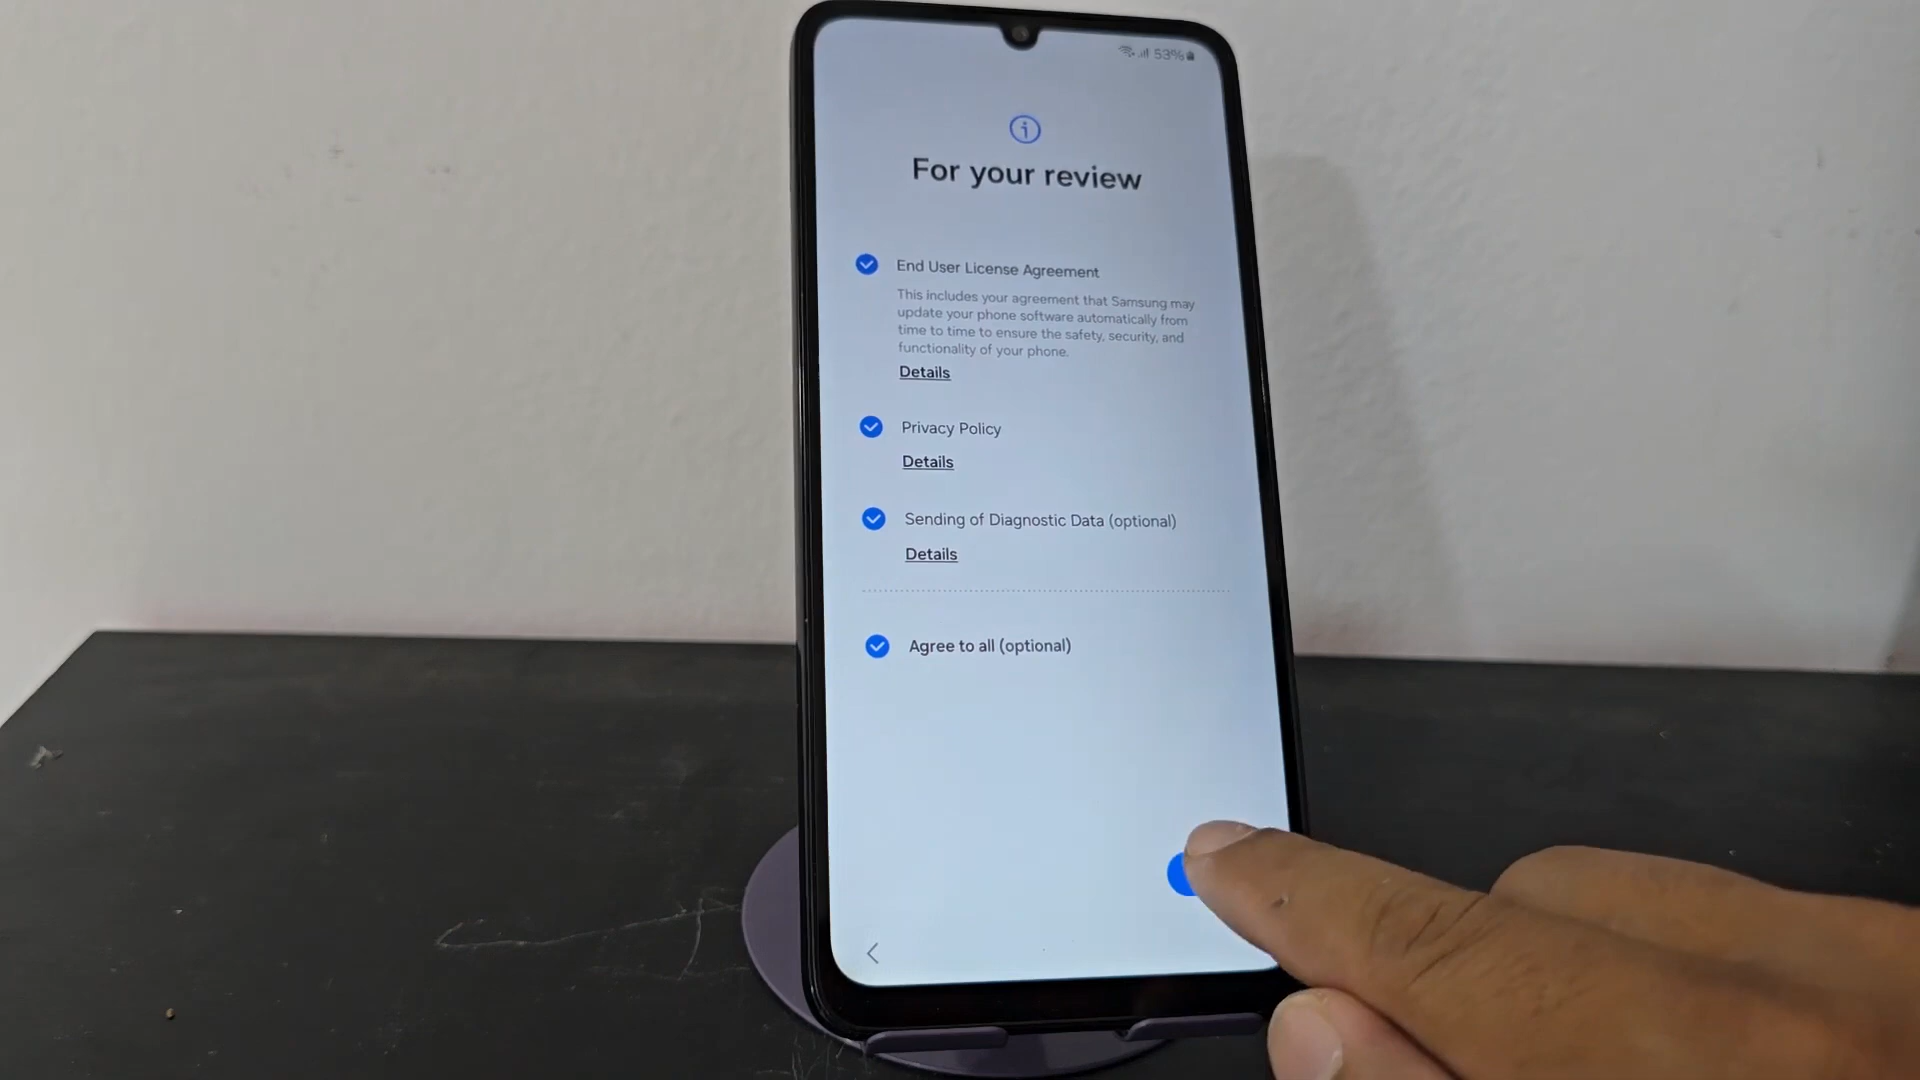 53%
For your review
End User License Agreement
This includes your agreement that Samsung may
update your phone software automatically from
time to time to ensure the safety, security, and
functionality of your phone.
Details
Privacy Policy
Details
Sending of Diagnostic Data (optional)
Details
Agree to all (optional)